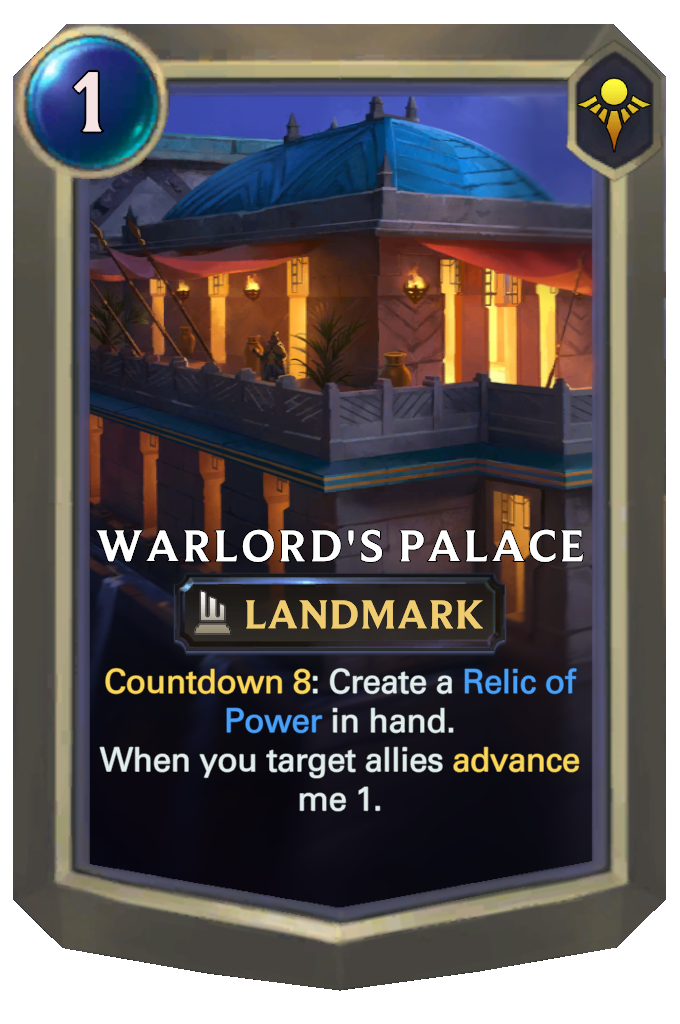 1
WARLORD'S PALACE
LANDMARK
Countdown 8: Create a Relic of
Power in hand.
When you target allies advance
me 1.